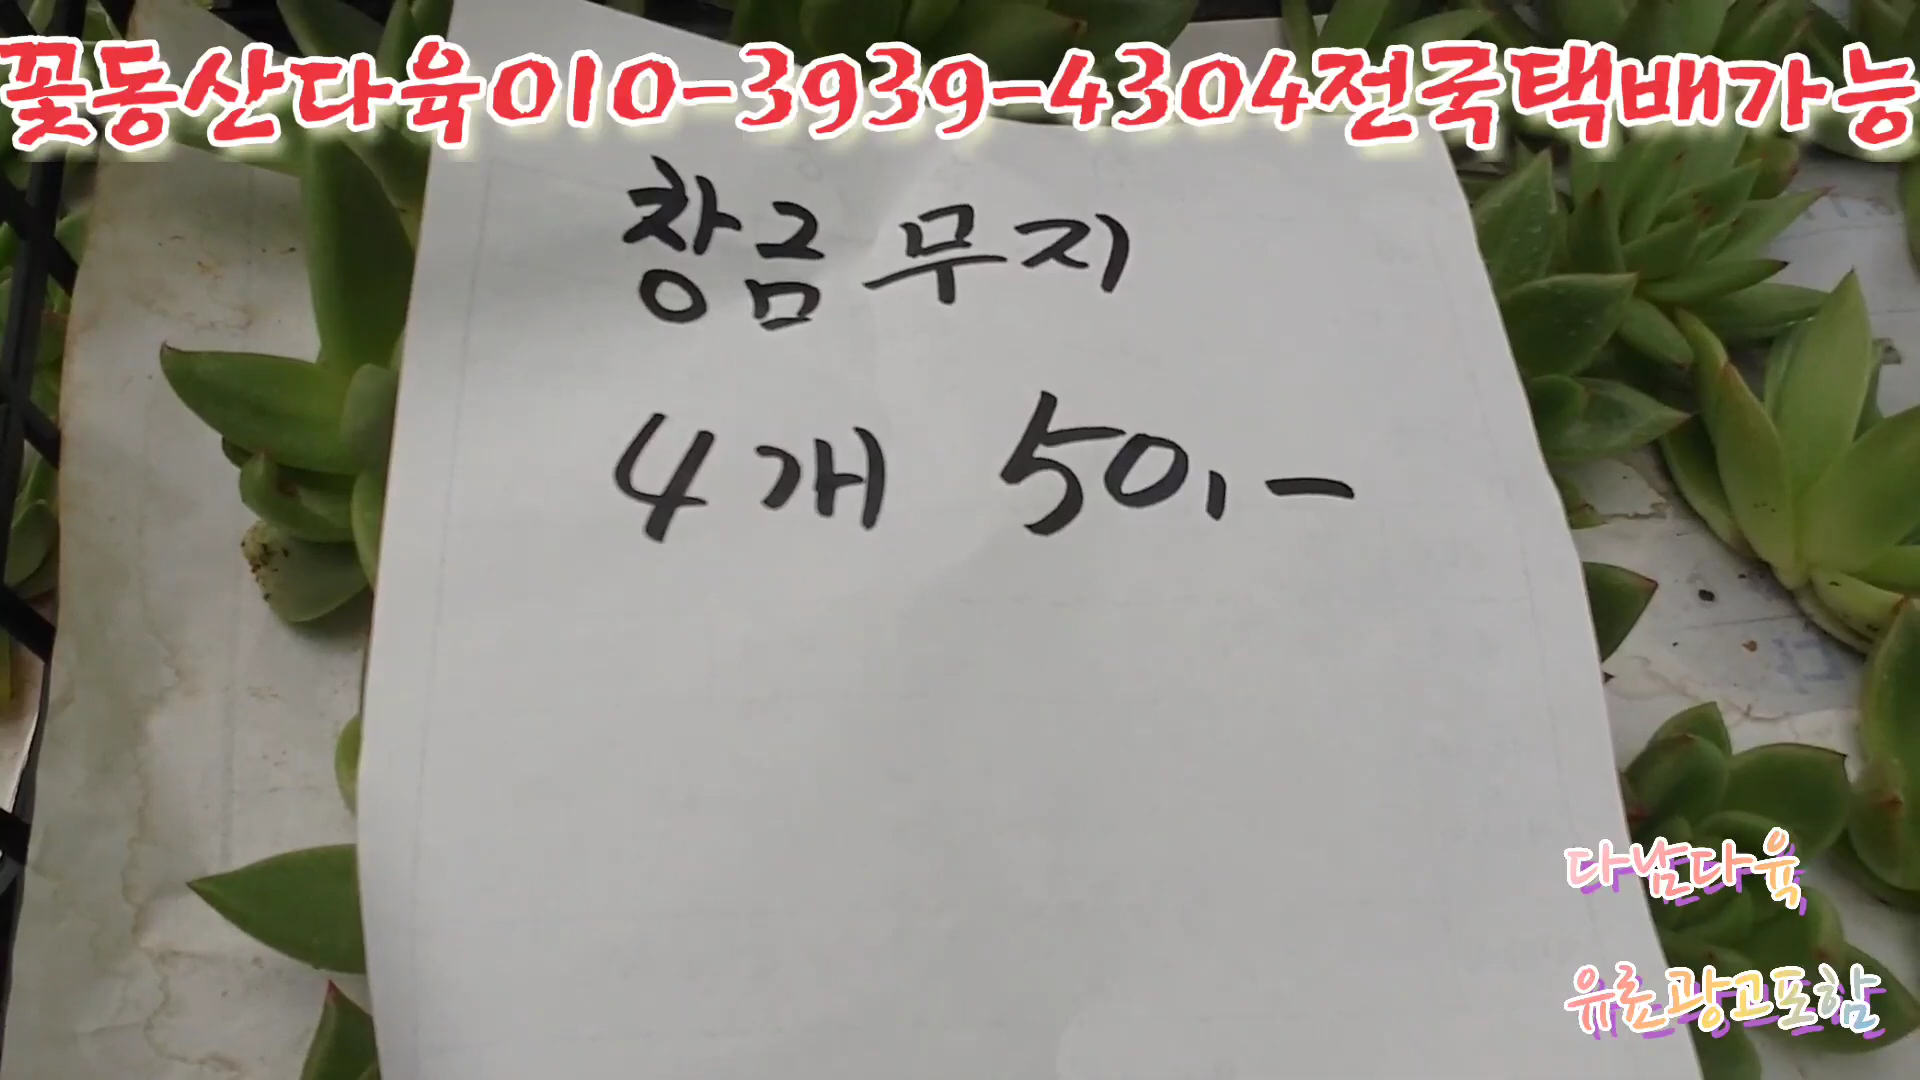 꽃동산다육010-3939-4304전국택배가능
창금무지
4개 50,-
다남다육
유료광고포함